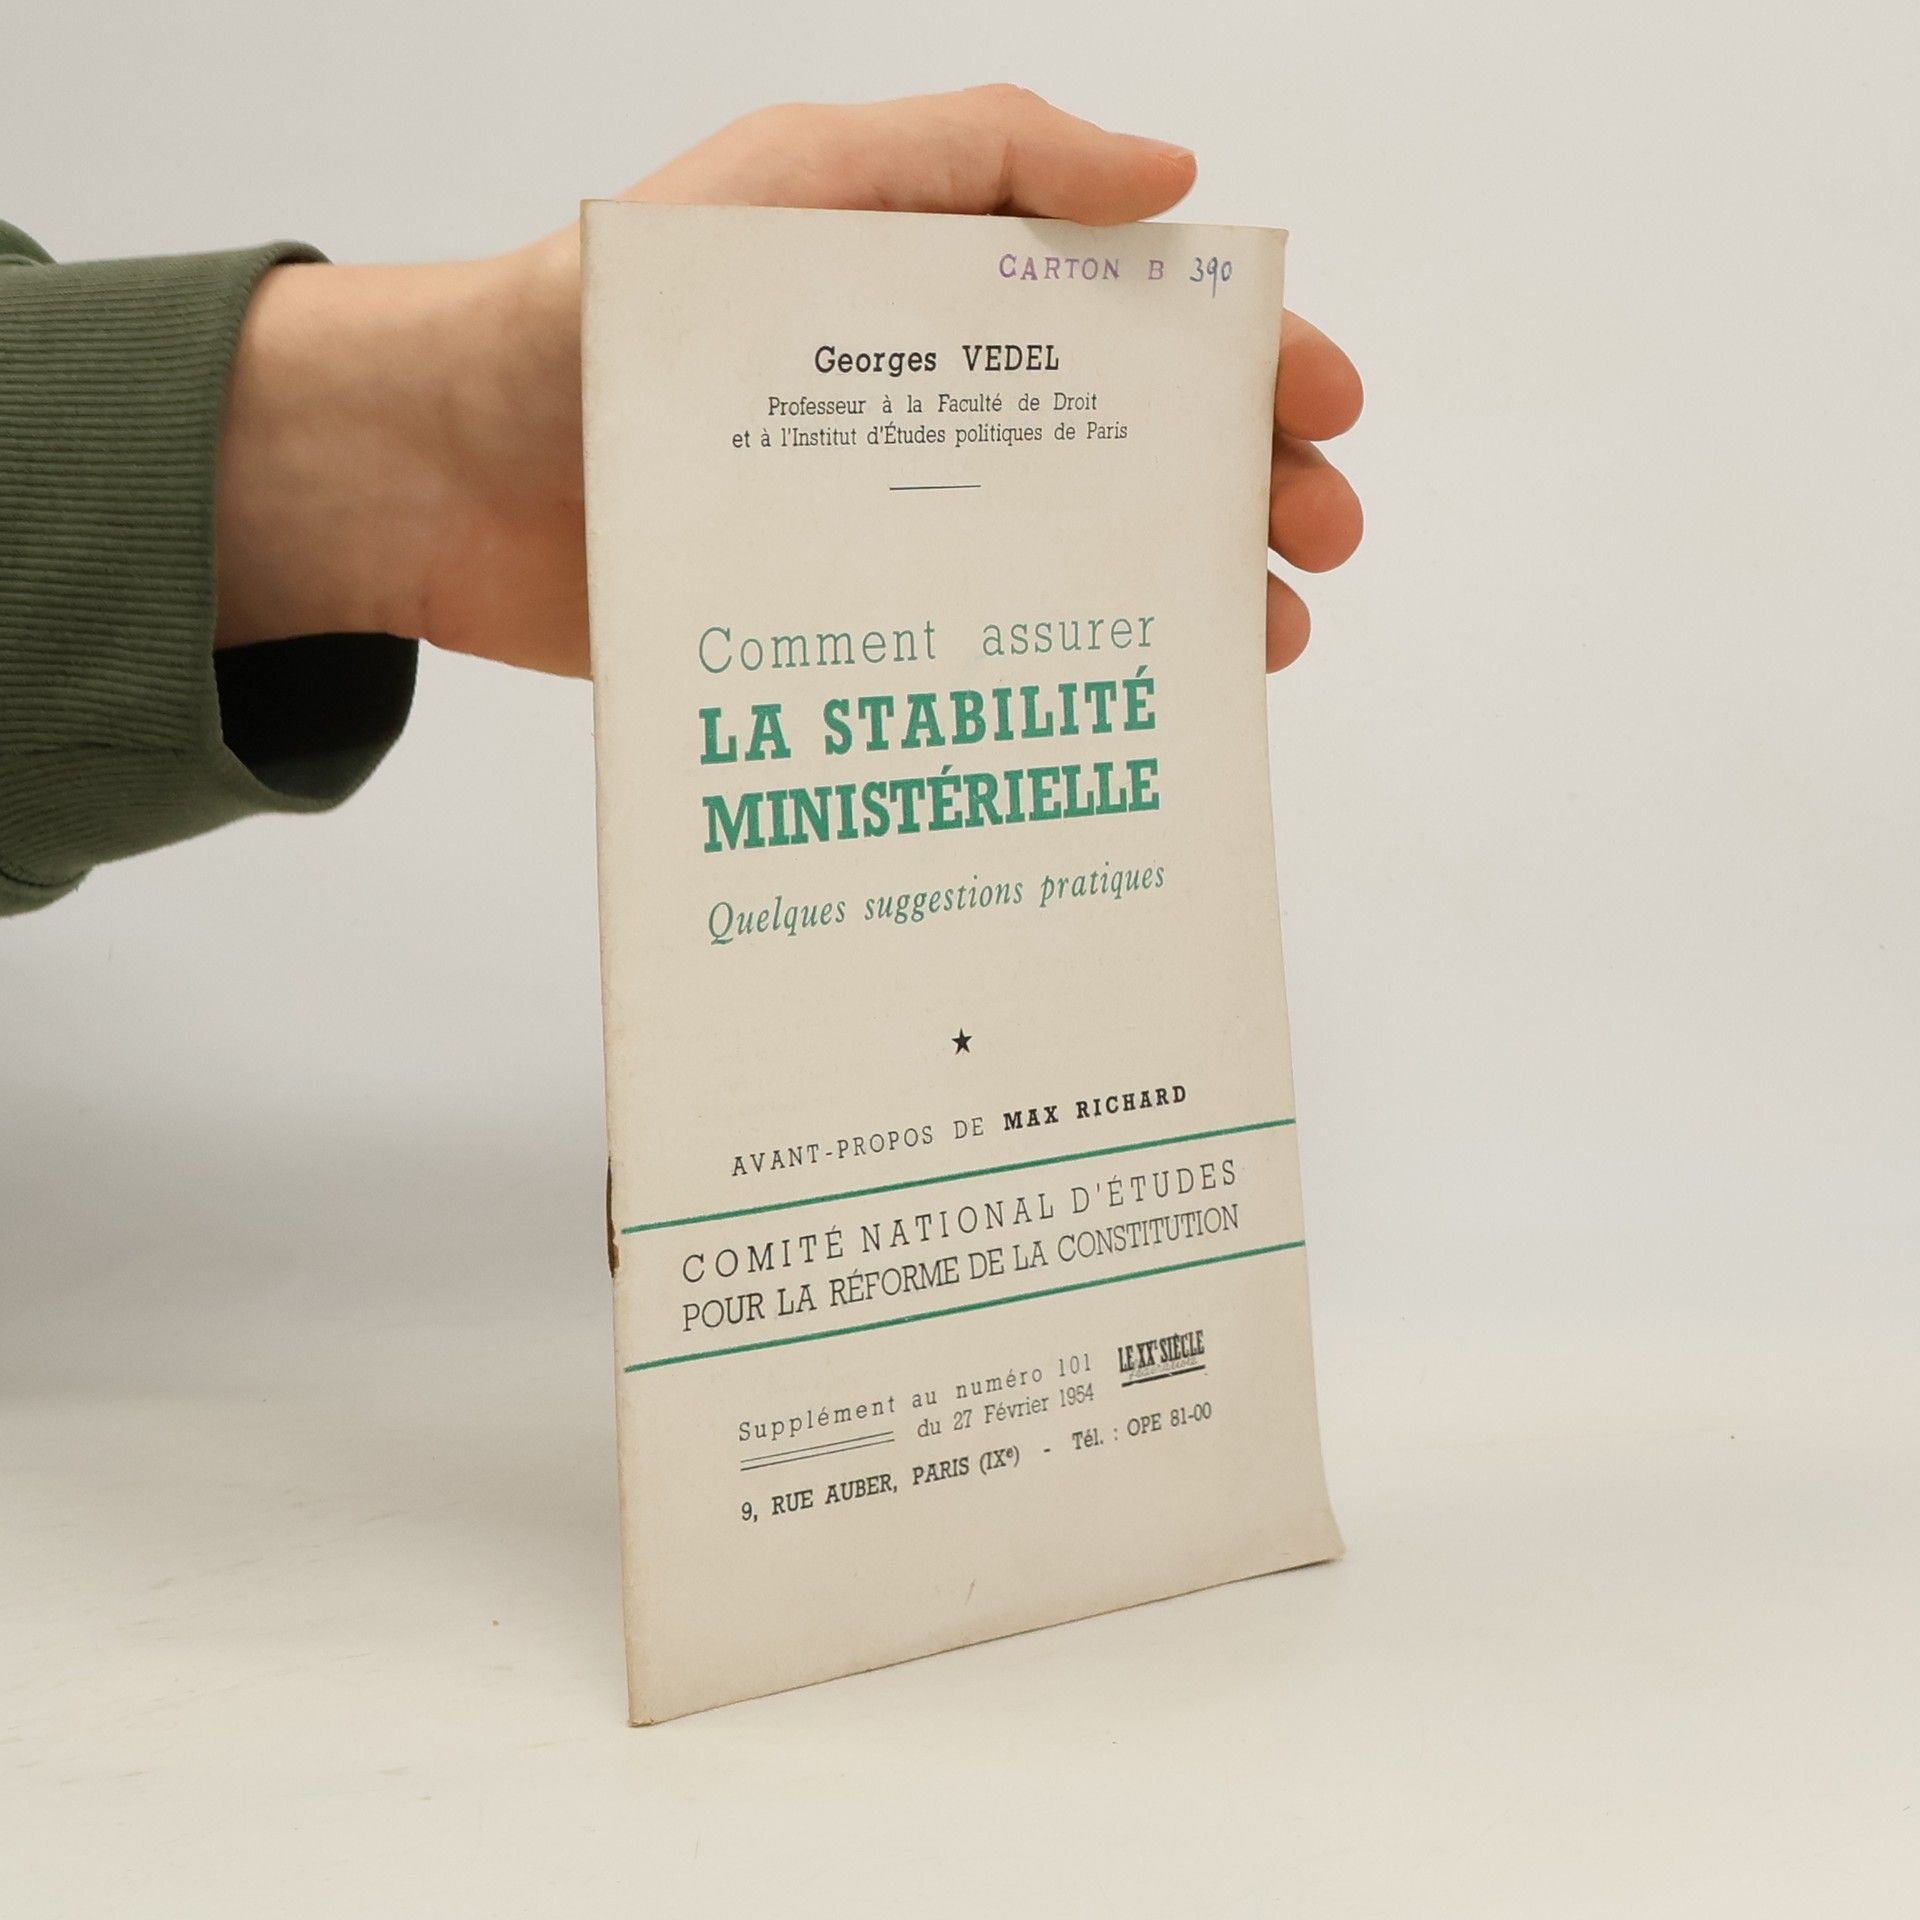 CARTON B 390
Georges VEDEL
Professeur à la Faculté de Droit
et à l'Institut d'Études politiques de Paris
Comment assurer
LA STABILITÉ
MINISTÉRIELLE
Quelques suggestions pratiques
AVANT-PROPOS DE MAX RICHARD
COMITÉ NATIONAL D'ÉTUDES
POUR LA RÉFORME DE LA CONSTITUTION
Supplément au numéro 101
du 27 Février 1954
LE XXe SIÈCLE
fédéraliste
9, RUE AUBER, PARIS (IXe) - Tél. : OPE 81-00